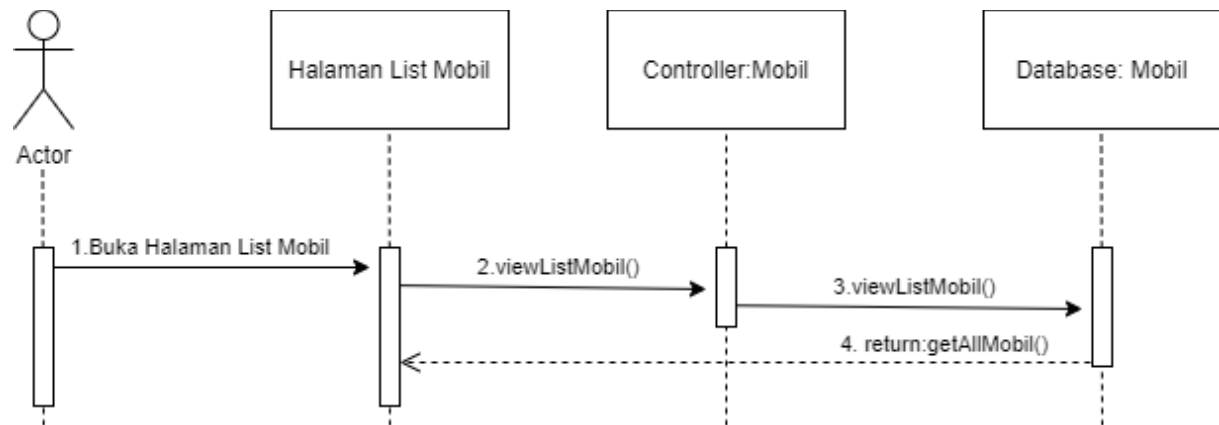 Halaman List Mobil
Controller:Mobil
Database: Mobil
Actor
1.Buka Halaman List Mobil
2.viewListMobil()
3.viewListMobil()
4. return:getAllMobil()